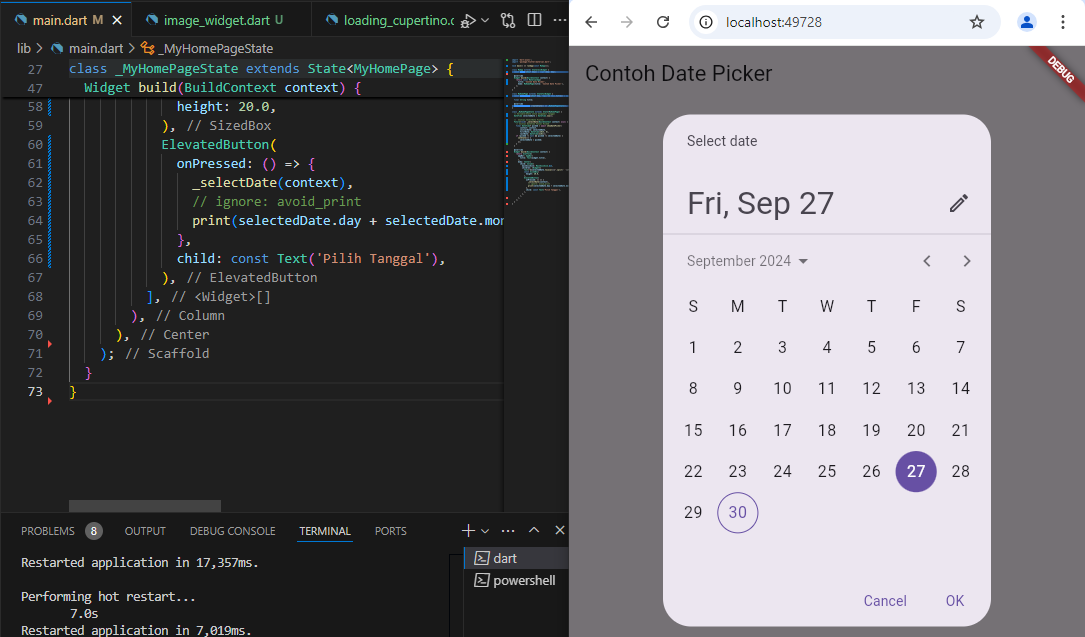 main.dart M
image_widget.dart U
loading_cupertino.c
lib > main.dart > _MyHomePageState
27 class _MyHomePageState extends State<MyHomePage> {
47 Widget build(BuildContext context) {
58 height: 20.0,
59 ), // SizedBox
60 ElevatedButton(
61 onPressed: () => {
62 _selectDate(context),
63 // ignore: avoid_print
64 print(selectedDate.day + selectedDate.mon
65 },
66 child: const Text('Pilih Tanggal'),
67 ), // ElevatedButton
68 ], // <Widget>[]
69 ), // Column
70 ), // Center
71 ); // Scaffold
72 }
73 }
PROBLEMS 8 OUTPUT DEBUG CONSOLE TERMINAL PORTS
Restarted application in 17,357ms.
Performing hot restart...
7.0s
Restarted application in 7,019ms.
dart
powershell
localhost:49728
Contoh Date Picker
DEBUG
Select date
Fri, Sep 27
September 2024
S M T W T F S
1 2 3 4 5 6 7
8 9 10 11 12 13 14
15 16 17 18 19 20 21
22 23 24 25 26 27 28
29 30
Cancel OK